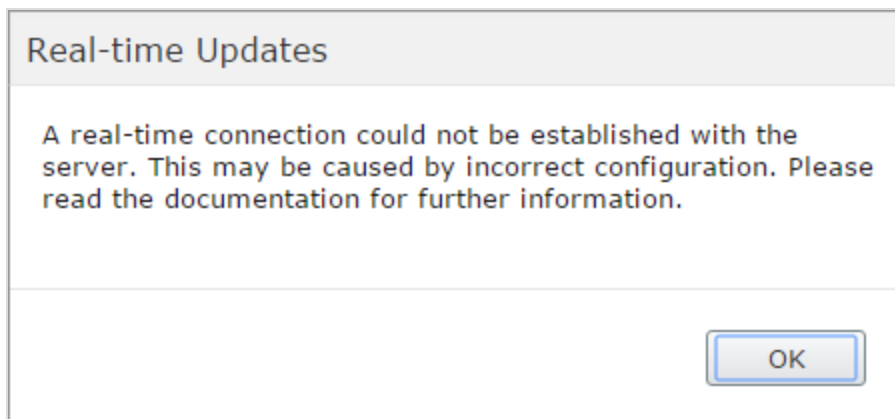 Real-time Updates
A real-time connection could not be established with the
server. This may be caused by incorrect configuration. Please
read the documentation for further information.
OK